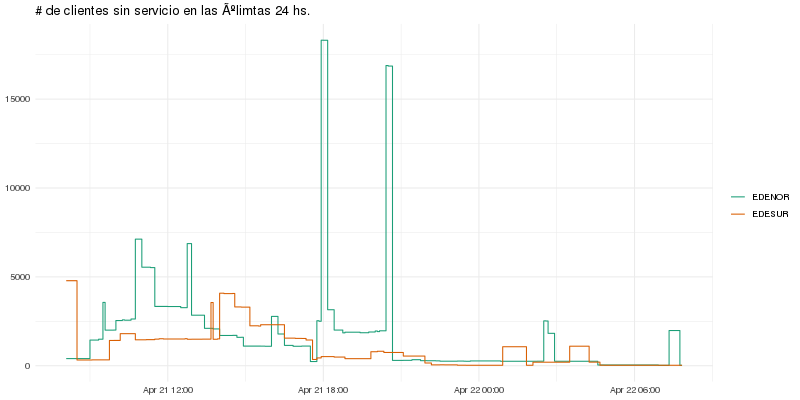 # de clientes sin servicio en las Ãºlimtas 24 hs.
15000
10000
5000
0
Apr 21 12:00
Apr 21 18:00
Apr 22 00:00
Apr 22 06:00
EDENOR
EDESUR